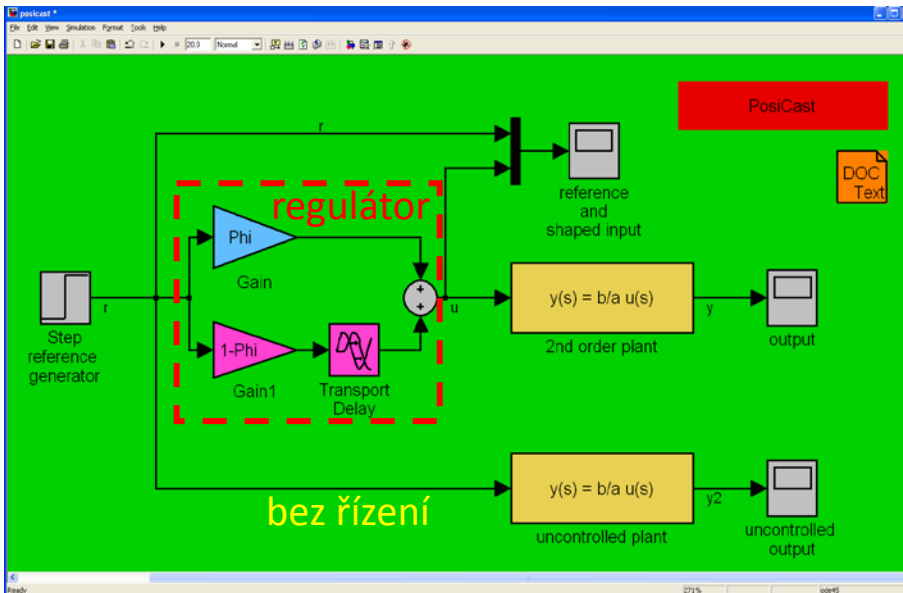 posicast *
File Edit View Simulation Format Tools Help
20.0
Normal
PosiCast
r
DOC
Text
reference
and
shaped input
regulátor
Phi
Gain
+
+
y(s) = b/a u(s)
r
u
y
2nd order plant
output
Step
reference
generator
1-Phi
Gain1
Transport
Delay
y(s) = b/a u(s)
bez řízení
y2
uncontrolled plant
uncontrolled
output
Ready
271%
ode45